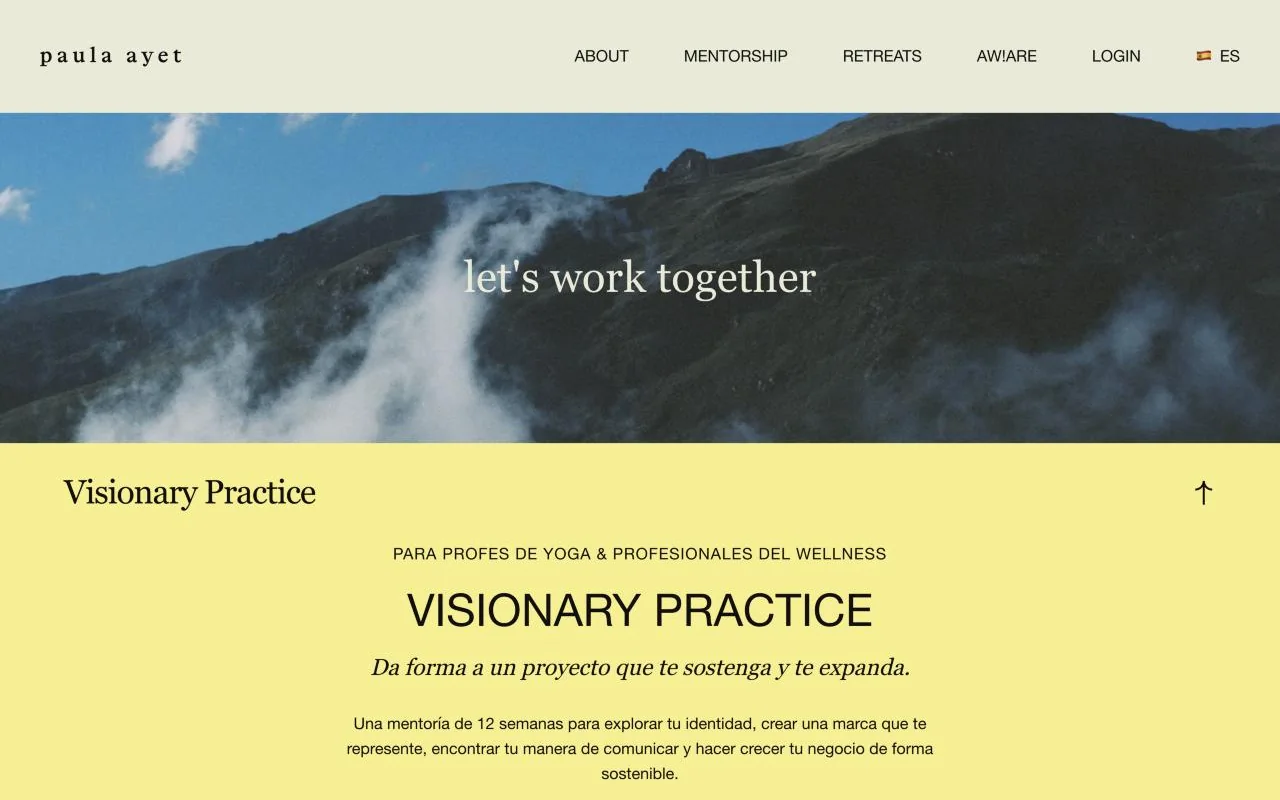 paula ayet
ABOUT
MENTORSHIP
RETREATS
AW!ARE
LOGIN
🇪🇸 ES
let's work together
Visionary Practice
PARA PROFES DE YOGA & PROFESIONALES DEL WELLNESS
VISIONARY PRACTICE
Da forma a un proyecto que te sostenga y te expanda.
Una mentoría de 12 semanas para explorar tu identidad, crear una marca que te
represente, encontrar tu manera de comunicar y hacer crecer tu negocio de forma
sostenible.